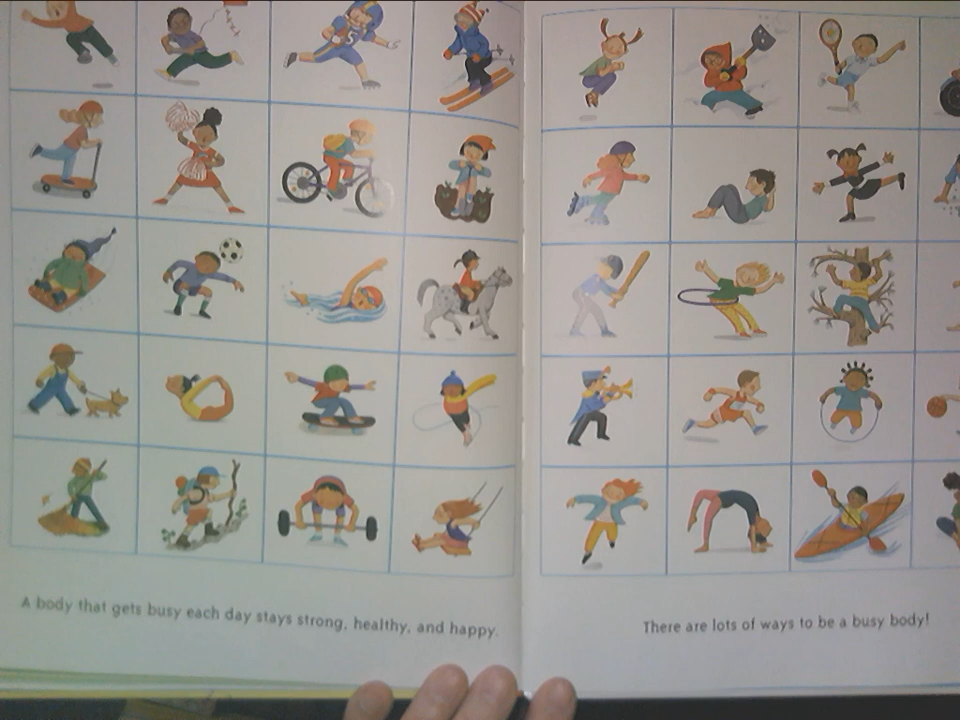 A body that gets busy each day stays strong, healthy, and happy.
There are lots of ways to be a busy body!